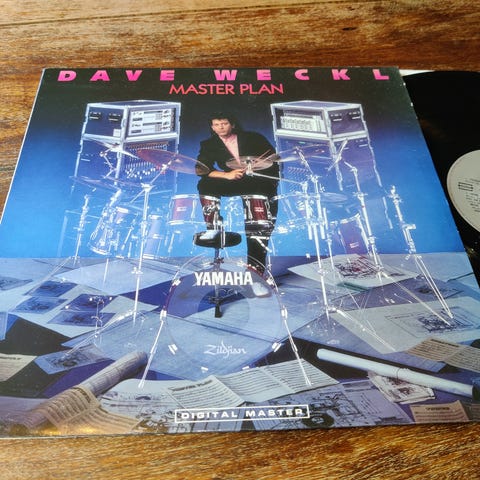 DAVE WECKL
MASTER PLAN
YAMAHA
Zildjian
DIGITAL MASTER